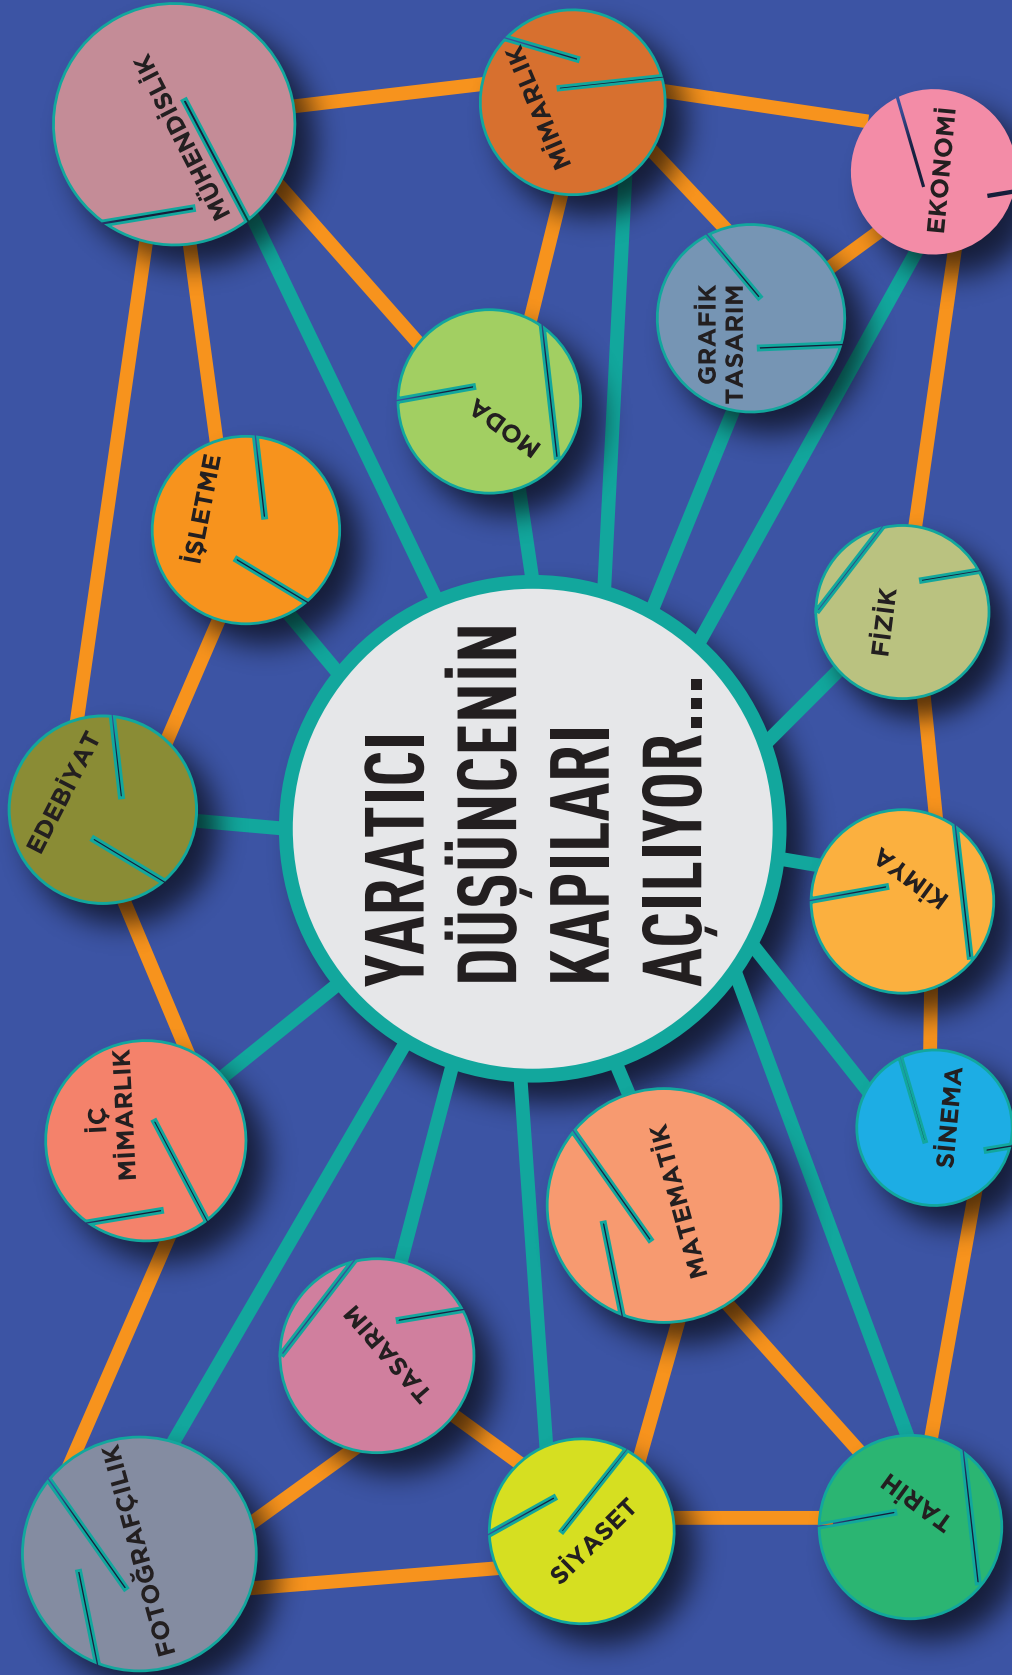 YARATICI
DÜŞÜNCENİN
KAPILARI
AÇILIYOR...
FOTOĞRAFÇILIK
İÇ
MİMARLIK
EDEBİYAT
İŞLETME
MÜHENDİSLİK
TASARIM
MODA
MİMARLIK
SİYASET
MATEMATİK
GRAFİK
TASARIM
TARİH
SİNEMA
KİMYA
FİZİK
EKONOMİ